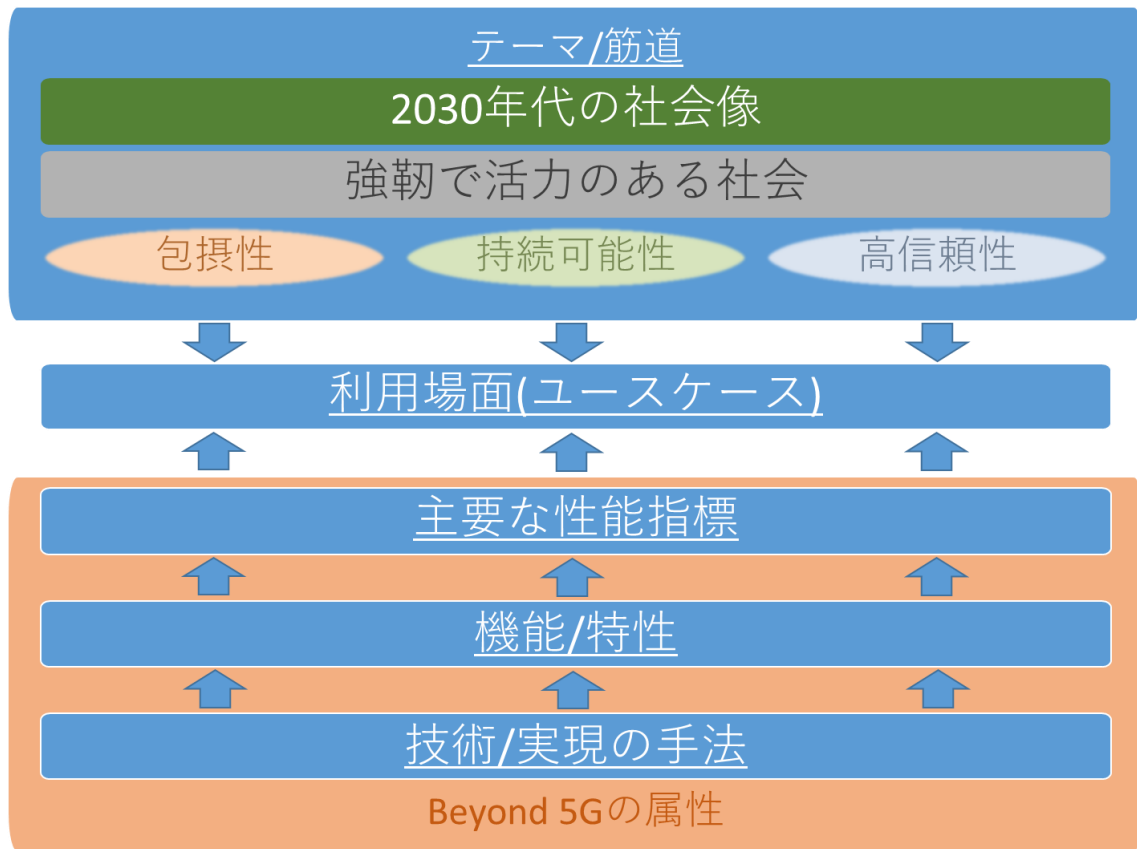 テーマ/筋道
2030年代の社会像
強靭で活力のある社会
包摂性
持続可能性
高信頼性
利用場面(ユースケース)
主要な性能指標
機能/特性
技術/実現の手法
Beyond 5Gの属性